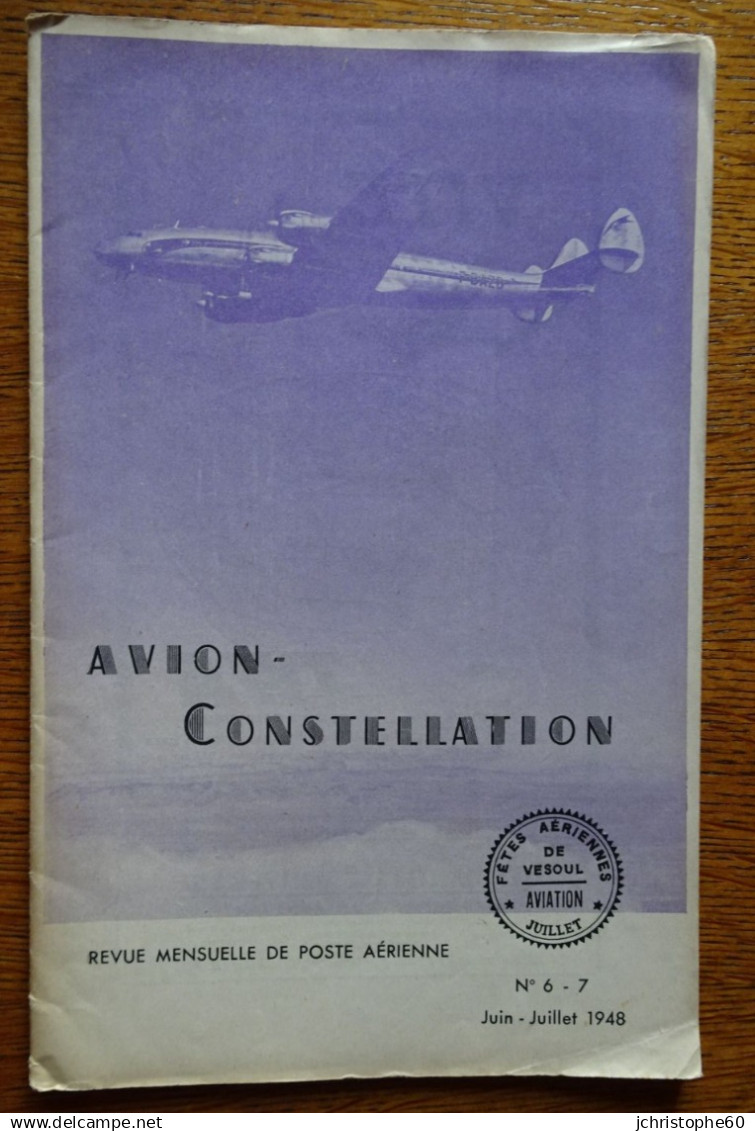 AVION-
CONSTELLATION
FÊTES AÉRIENNES
DE
VESOUL
AVIATION
JUILLET
REVUE MENSUELLE DE POSTE AÉRIENNE
N° 6 - 7
Juin - Juillet 1948
delcampe.net
jchristophe60